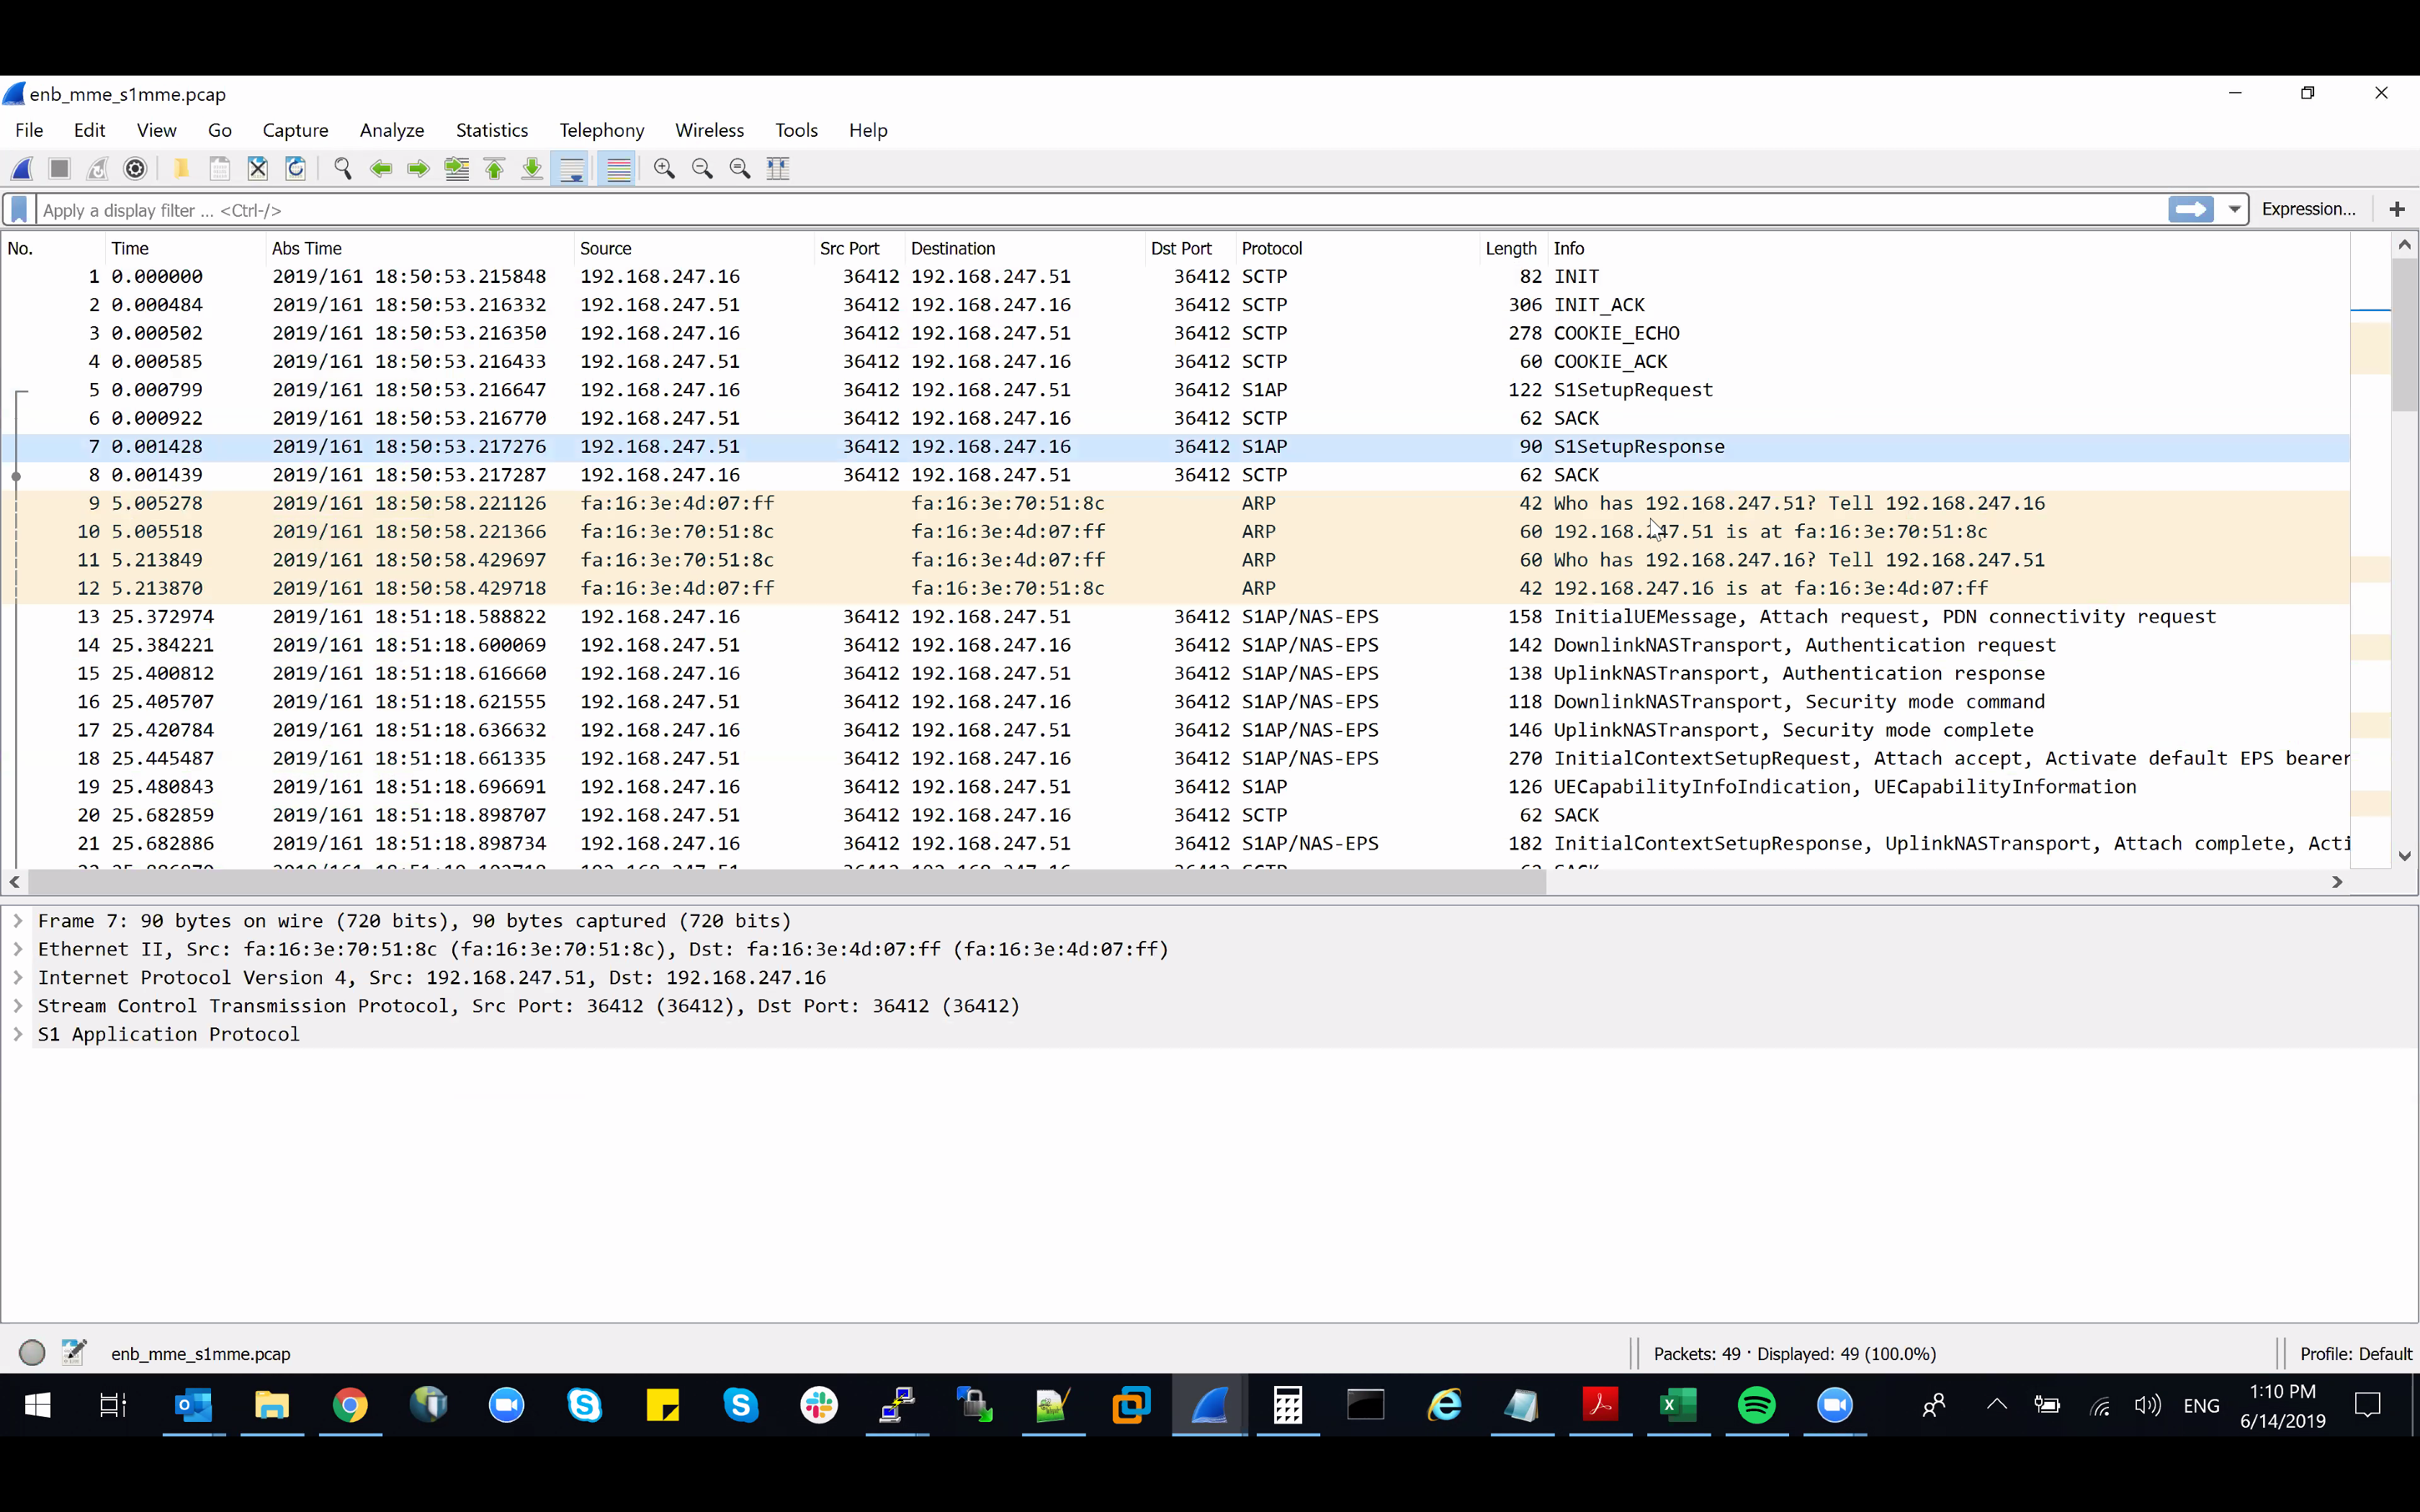 enb_mme_s1mme.pcap
File Edit View Go Capture Analyze Statistics Telephony Wireless Tools Help
Apply a display filter ... <Ctrl-/> Expression... +
No. Time Abs Time Source Src Port Destination Dst Port Protocol Length Info
1 0.000000 2019/161 18:50:53.215848 192.168.247.16 36412 192.168.247.51 36412 SCTP 82 INIT
2 0.000484 2019/161 18:50:53.216332 192.168.247.51 36412 192.168.247.16 36412 SCTP 306 INIT_ACK
3 0.000502 2019/161 18:50:53.216350 192.168.247.16 36412 192.168.247.51 36412 SCTP 278 COOKIE_ECHO
4 0.000585 2019/161 18:50:53.216433 192.168.247.51 36412 192.168.247.16 36412 SCTP 60 COOKIE_ACK
5 0.000799 2019/161 18:50:53.216647 192.168.247.16 36412 192.168.247.51 36412 S1AP 122 S1SetupRequest
6 0.000922 2019/161 18:50:53.216770 192.168.247.51 36412 192.168.247.16 36412 SCTP 62 SACK
7 0.001428 2019/161 18:50:53.217276 192.168.247.51 36412 192.168.247.16 36412 S1AP 90 S1SetupResponse
8 0.001439 2019/161 18:50:53.217287 192.168.247.16 36412 192.168.247.51 36412 SCTP 62 SACK
9 5.005278 2019/161 18:50:58.221126 fa:16:3e:4d:07:ff fa:16:3e:70:51:8c ARP 42 Who has 192.168.247.51? Tell 192.168.247.16
10 5.005518 2019/161 18:50:58.221366 fa:16:3e:70:51:8c fa:16:3e:4d:07:ff ARP 60 192.168.247.51 is at fa:16:3e:70:51:8c
11 5.213849 2019/161 18:50:58.429697 fa:16:3e:70:51:8c fa:16:3e:4d:07:ff ARP 60 Who has 192.168.247.16? Tell 192.168.247.51
12 5.213870 2019/161 18:50:58.429718 fa:16:3e:4d:07:ff fa:16:3e:70:51:8c ARP 42 192.168.247.16 is at fa:16:3e:4d:07:ff
13 25.372974 2019/161 18:51:18.588822 192.168.247.16 36412 192.168.247.51 36412 S1AP/NAS-EPS 158 InitialUEMessage, Attach request, PDN connectivity request
14 25.384221 2019/161 18:51:18.600069 192.168.247.51 36412 192.168.247.16 36412 S1AP/NAS-EPS 142 DownlinkNASTransport, Authentication request
15 25.400812 2019/161 18:51:18.616660 192.168.247.16 36412 192.168.247.51 36412 S1AP/NAS-EPS 138 UplinkNASTransport, Authentication response
16 25.405707 2019/161 18:51:18.621555 192.168.247.51 36412 192.168.247.16 36412 S1AP/NAS-EPS 118 DownlinkNASTransport, Security mode command
17 25.420784 2019/161 18:51:18.636632 192.168.247.16 36412 192.168.247.51 36412 S1AP/NAS-EPS 146 UplinkNASTransport, Security mode complete
18 25.445487 2019/161 18:51:18.661335 192.168.247.51 36412 192.168.247.16 36412 S1AP/NAS-EPS 270 InitialContextSetupRequest, Attach accept, Activate default EPS bearer
19 25.480843 2019/161 18:51:18.696691 192.168.247.16 36412 192.168.247.51 36412 S1AP 126 UECapabilityInfoIndication, UECapabilityInformation
20 25.682859 2019/161 18:51:18.898707 192.168.247.51 36412 192.168.247.16 36412 SCTP 62 SACK
21 25.682886 2019/161 18:51:18.898734 192.168.247.16 36412 192.168.247.51 36412 S1AP/NAS-EPS 182 InitialContextSetupResponse, UplinkNASTransport, Attach complete, Acti
Frame 7: 90 bytes on wire (720 bits), 90 bytes captured (720 bits)
Ethernet II, Src: fa:16:3e:70:51:8c (fa:16:3e:70:51:8c), Dst: fa:16:3e:4d:07:ff (fa:16:3e:4d:07:ff)
Internet Protocol Version 4, Src: 192.168.247.51, Dst: 192.168.247.16
Stream Control Transmission Protocol, Src Port: 36412 (36412), Dst Port: 36412 (36412)
S1 Application Protocol
enb_mme_s1mme.pcap Packets: 49 · Displayed: 49 (100.0%) Profile: Default
ENG 1:10 PM
6/14/2019